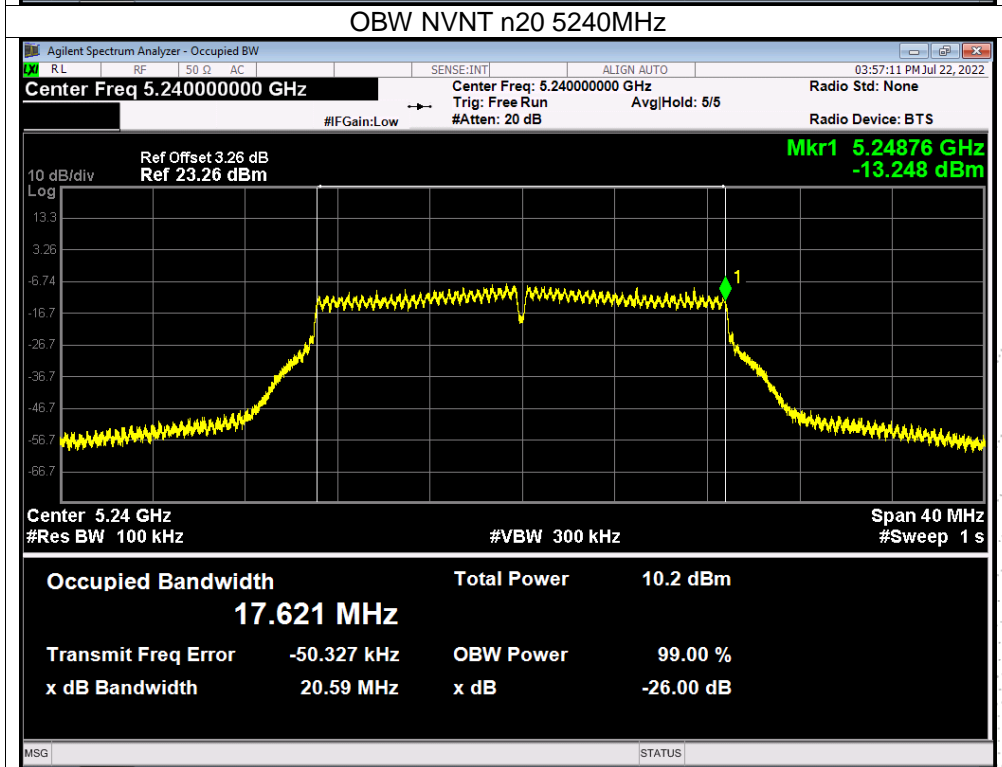 OBW NVNT n20 5240MHz
Agilent Spectrum Analyzer - Occupied BW
LXI RL RF 50 Ω AC SENSE:INT ALIGN AUTO 03:57:11 PM Jul 22, 2022
Center Freq 5.240000000 GHz Center Freq: 5.240000000 GHz Radio Std: None
Trig: Free Run Avg|Hold: 5/5
#IFGain:Low #Atten: 20 dB Radio Device: BTS
Ref Offset 3.26 dB Mkr1 5.24876 GHz
10 dB/div Ref 23.26 dBm -13.248 dBm
Log
13.3
3.26
-6.74
1
-16.7
-26.7
-36.7
-46.7
-56.7
-66.7
Center 5.24 GHz Span 40 MHz
#Res BW 100 kHz #VBW 300 kHz #Sweep 1 s
Occupied Bandwidth Total Power 10.2 dBm
17.621 MHz
Transmit Freq Error -50.327 kHz OBW Power 99.00 %
x dB Bandwidth 20.59 MHz x dB -26.00 dB
MSG STATUS